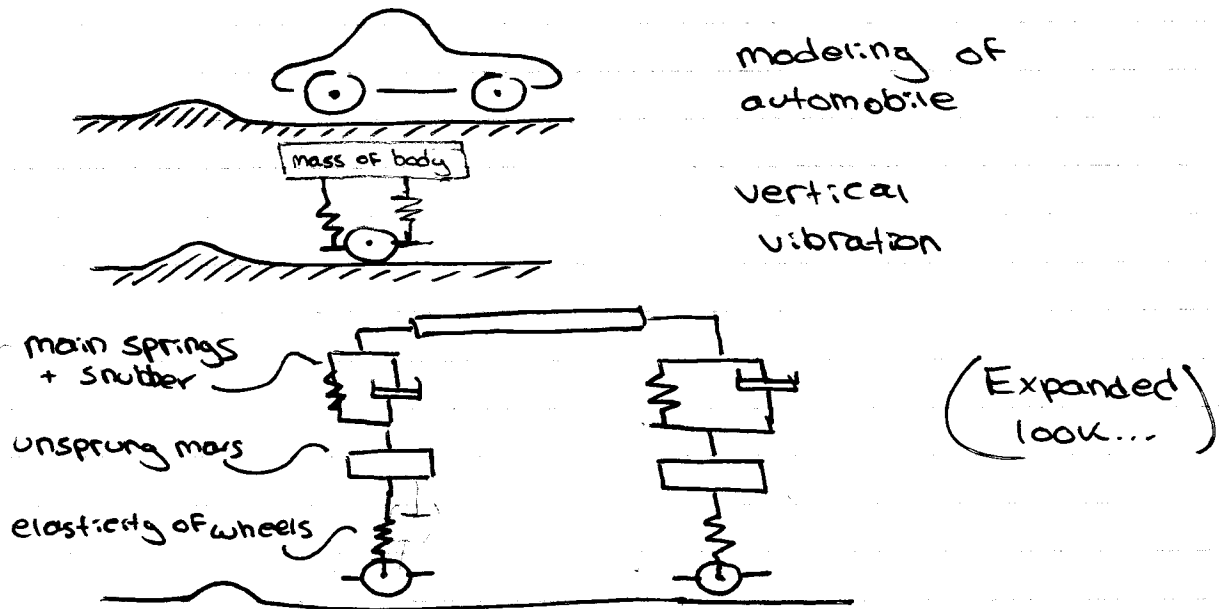 modeling of
automobile
mass of body
vertical
vibration
main springs
+ snubber
unsprung mass
elasticity of wheels
(Expanded
look...)